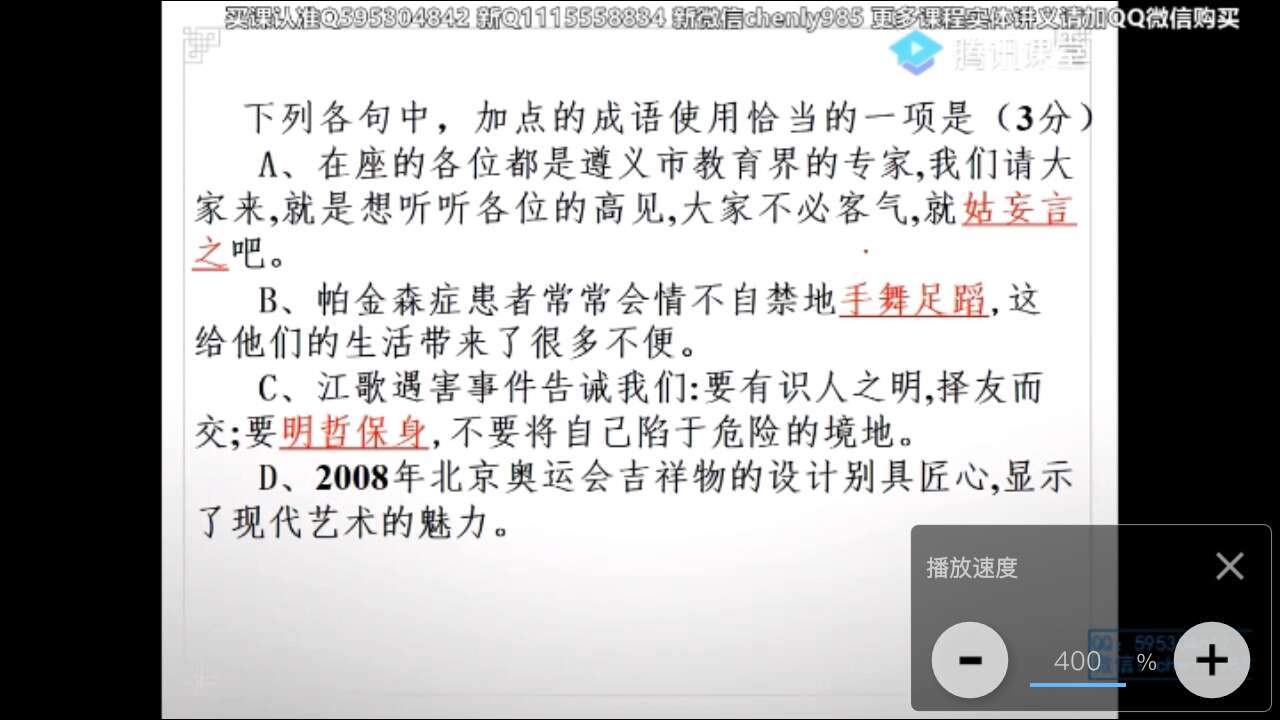 买课认准Q595304842 新Q1115558834 新微信chenly985 更多课程实体讲义请加QQ微信购买
腾讯课堂
下列各句中，加点的成语使用恰当的一项是（3分）
A、在座的各位都是遵义市教育界的专家,我们请大
家来,就是想听听各位的高见,大家不必客气,就姑妄言
之吧。
B、帕金森症患者常常会情不自禁地手舞足蹈,这
给他们的生活带来了很多不便。
C、江歌遇害事件告诫我们:要有识人之明,择友而
交;要明哲保身,不要将自己陷于危险的境地。
D、2008年北京奥运会吉祥物的设计别具匠心,显示
了现代艺术的魅力。
播放速度
- 400 % +